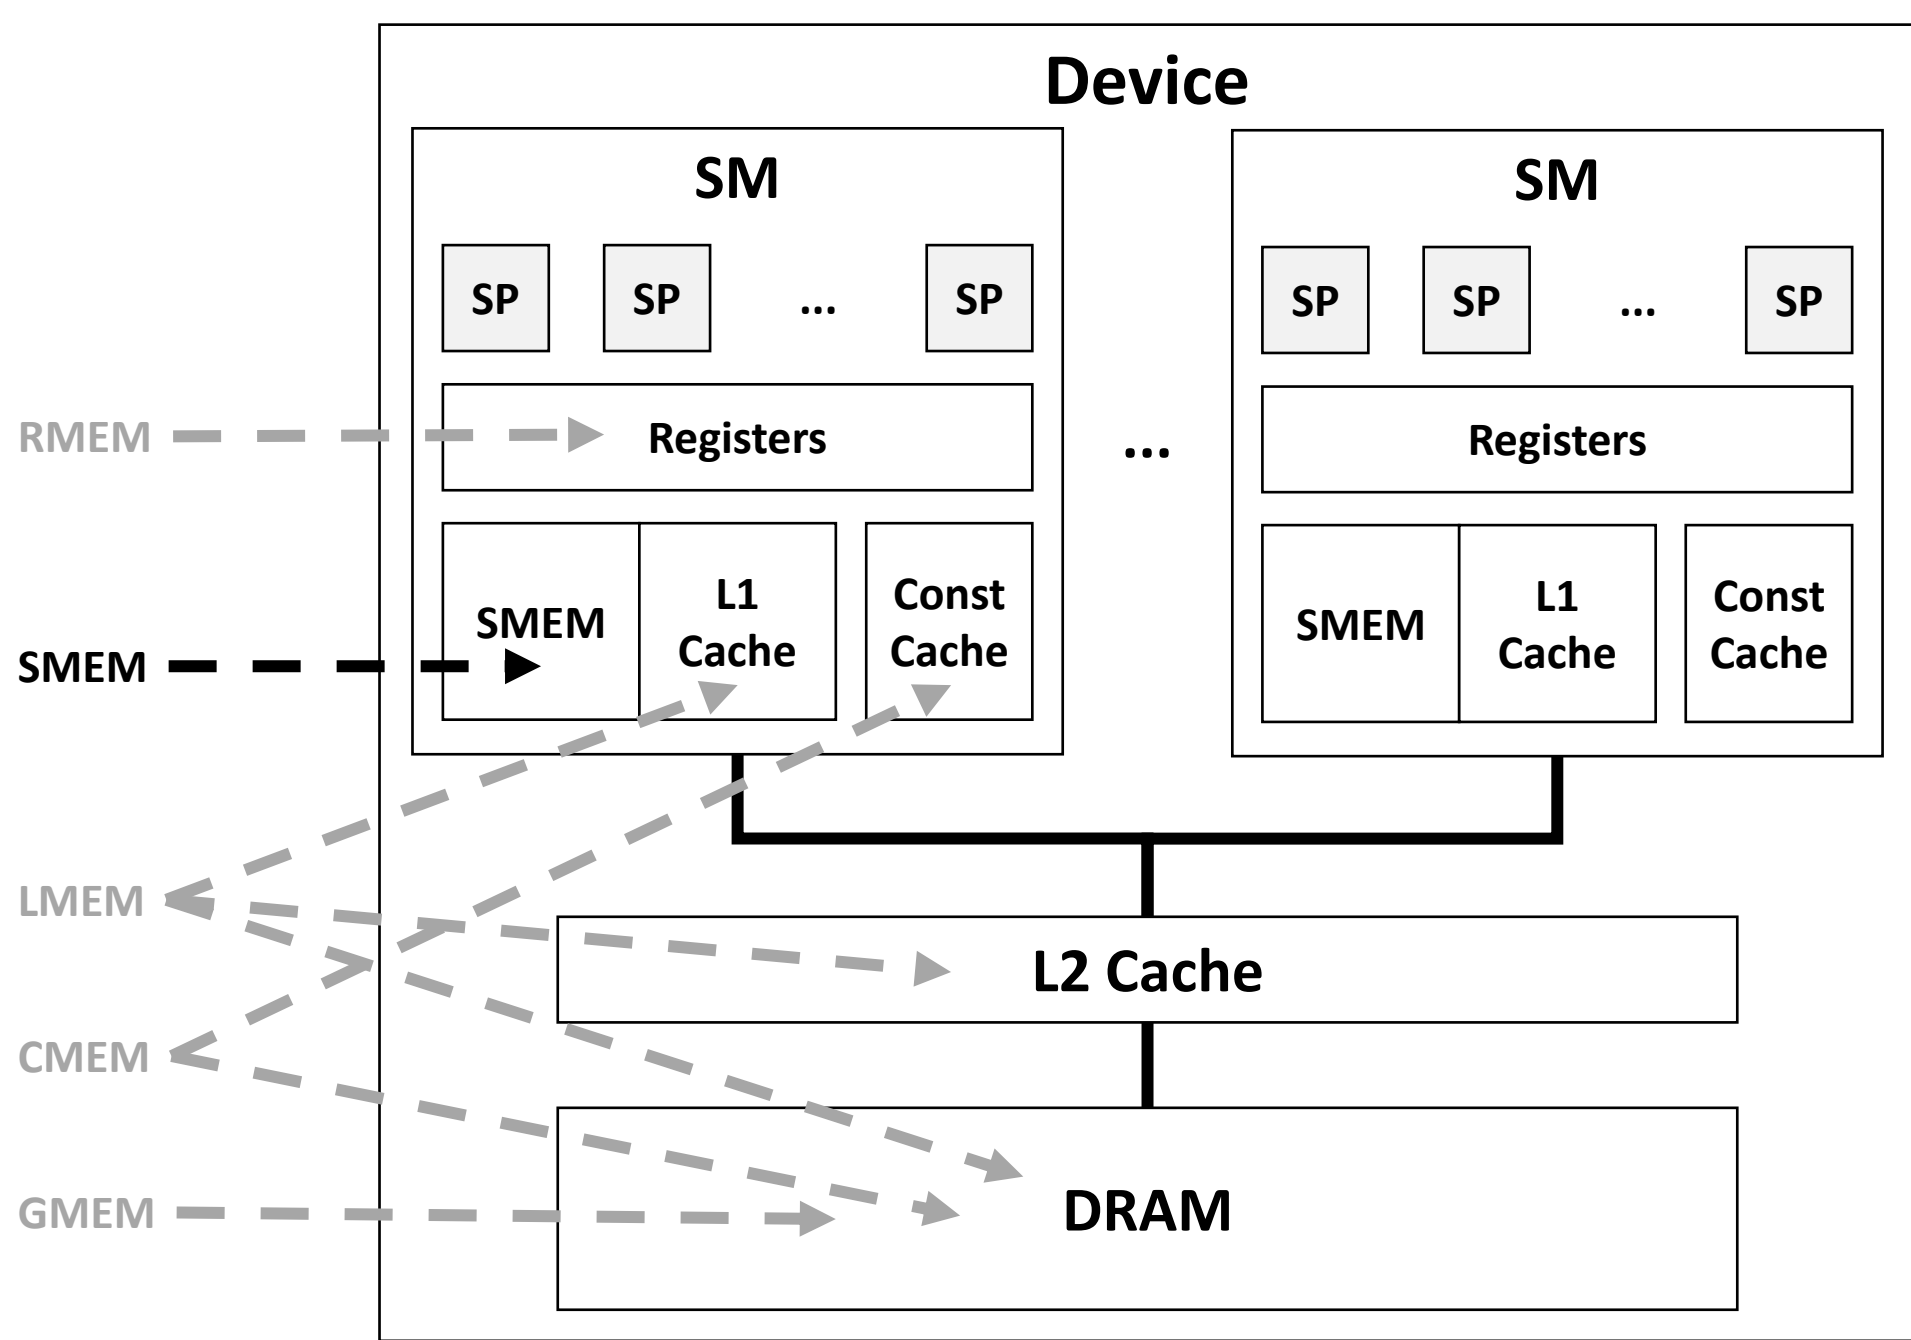 Device
SM
SM
SP SP ... SP
SP SP ... SP
RMEM
Registers
...
Registers
SMEM
SMEM
L1
Cache
Const
Cache
SMEM
L1
Cache
Const
Cache
LMEM
L2 Cache
CMEM
GMEM
DRAM